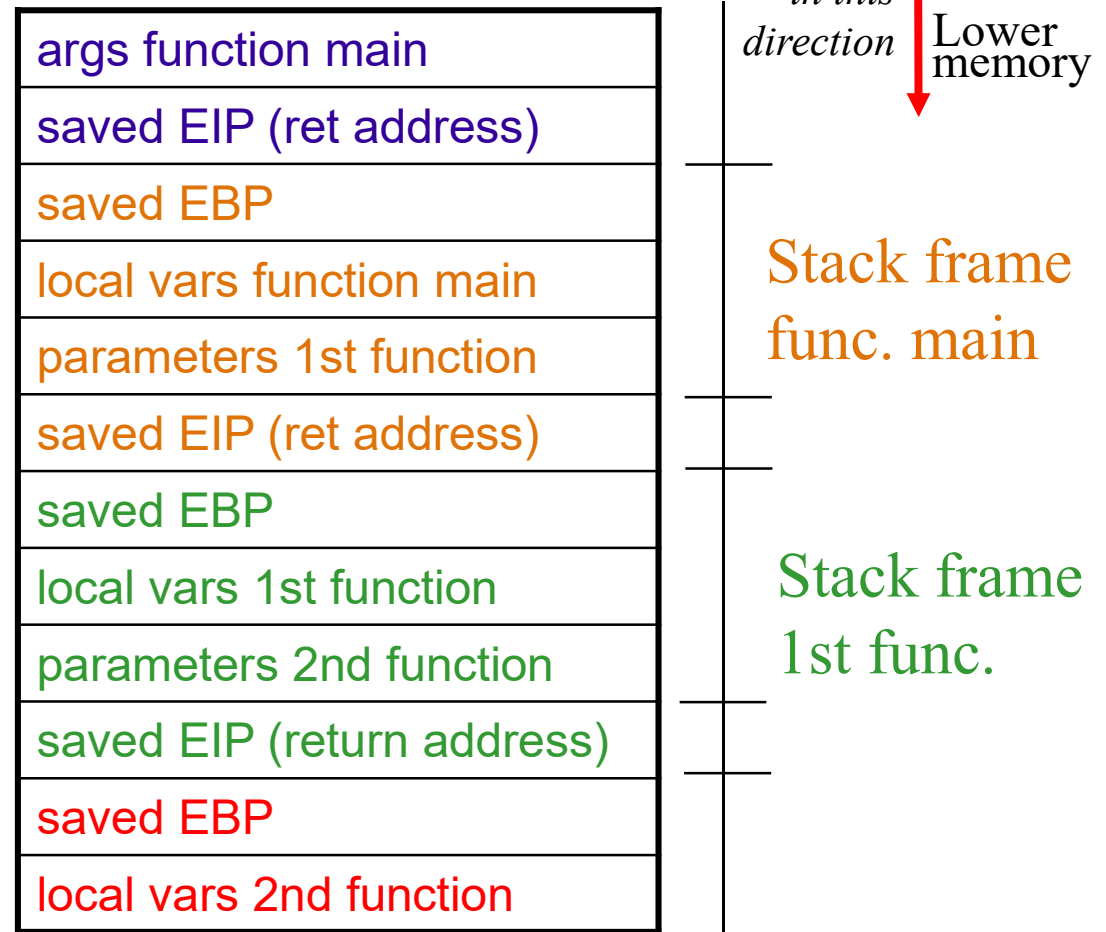 args function main
saved EIP (ret address)
saved EBP
local vars function main
parameters 1st function
saved EIP (ret address)
saved EBP
local vars 1st function
parameters 2nd function
saved EIP (return address)
saved EBP
local vars 2nd function
in this
direction
Lower
memory
Stack frame
func. main
Stack frame
1st func.